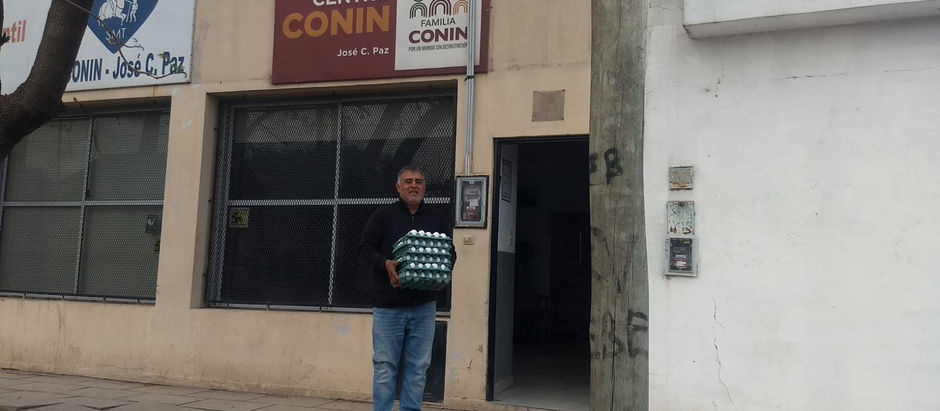 SMT
CONIN - José C. Paz
CONIN
José C. Paz
FAMILIA
CONIN
POR UN MUNDO SIN DESNUTRICIÓN